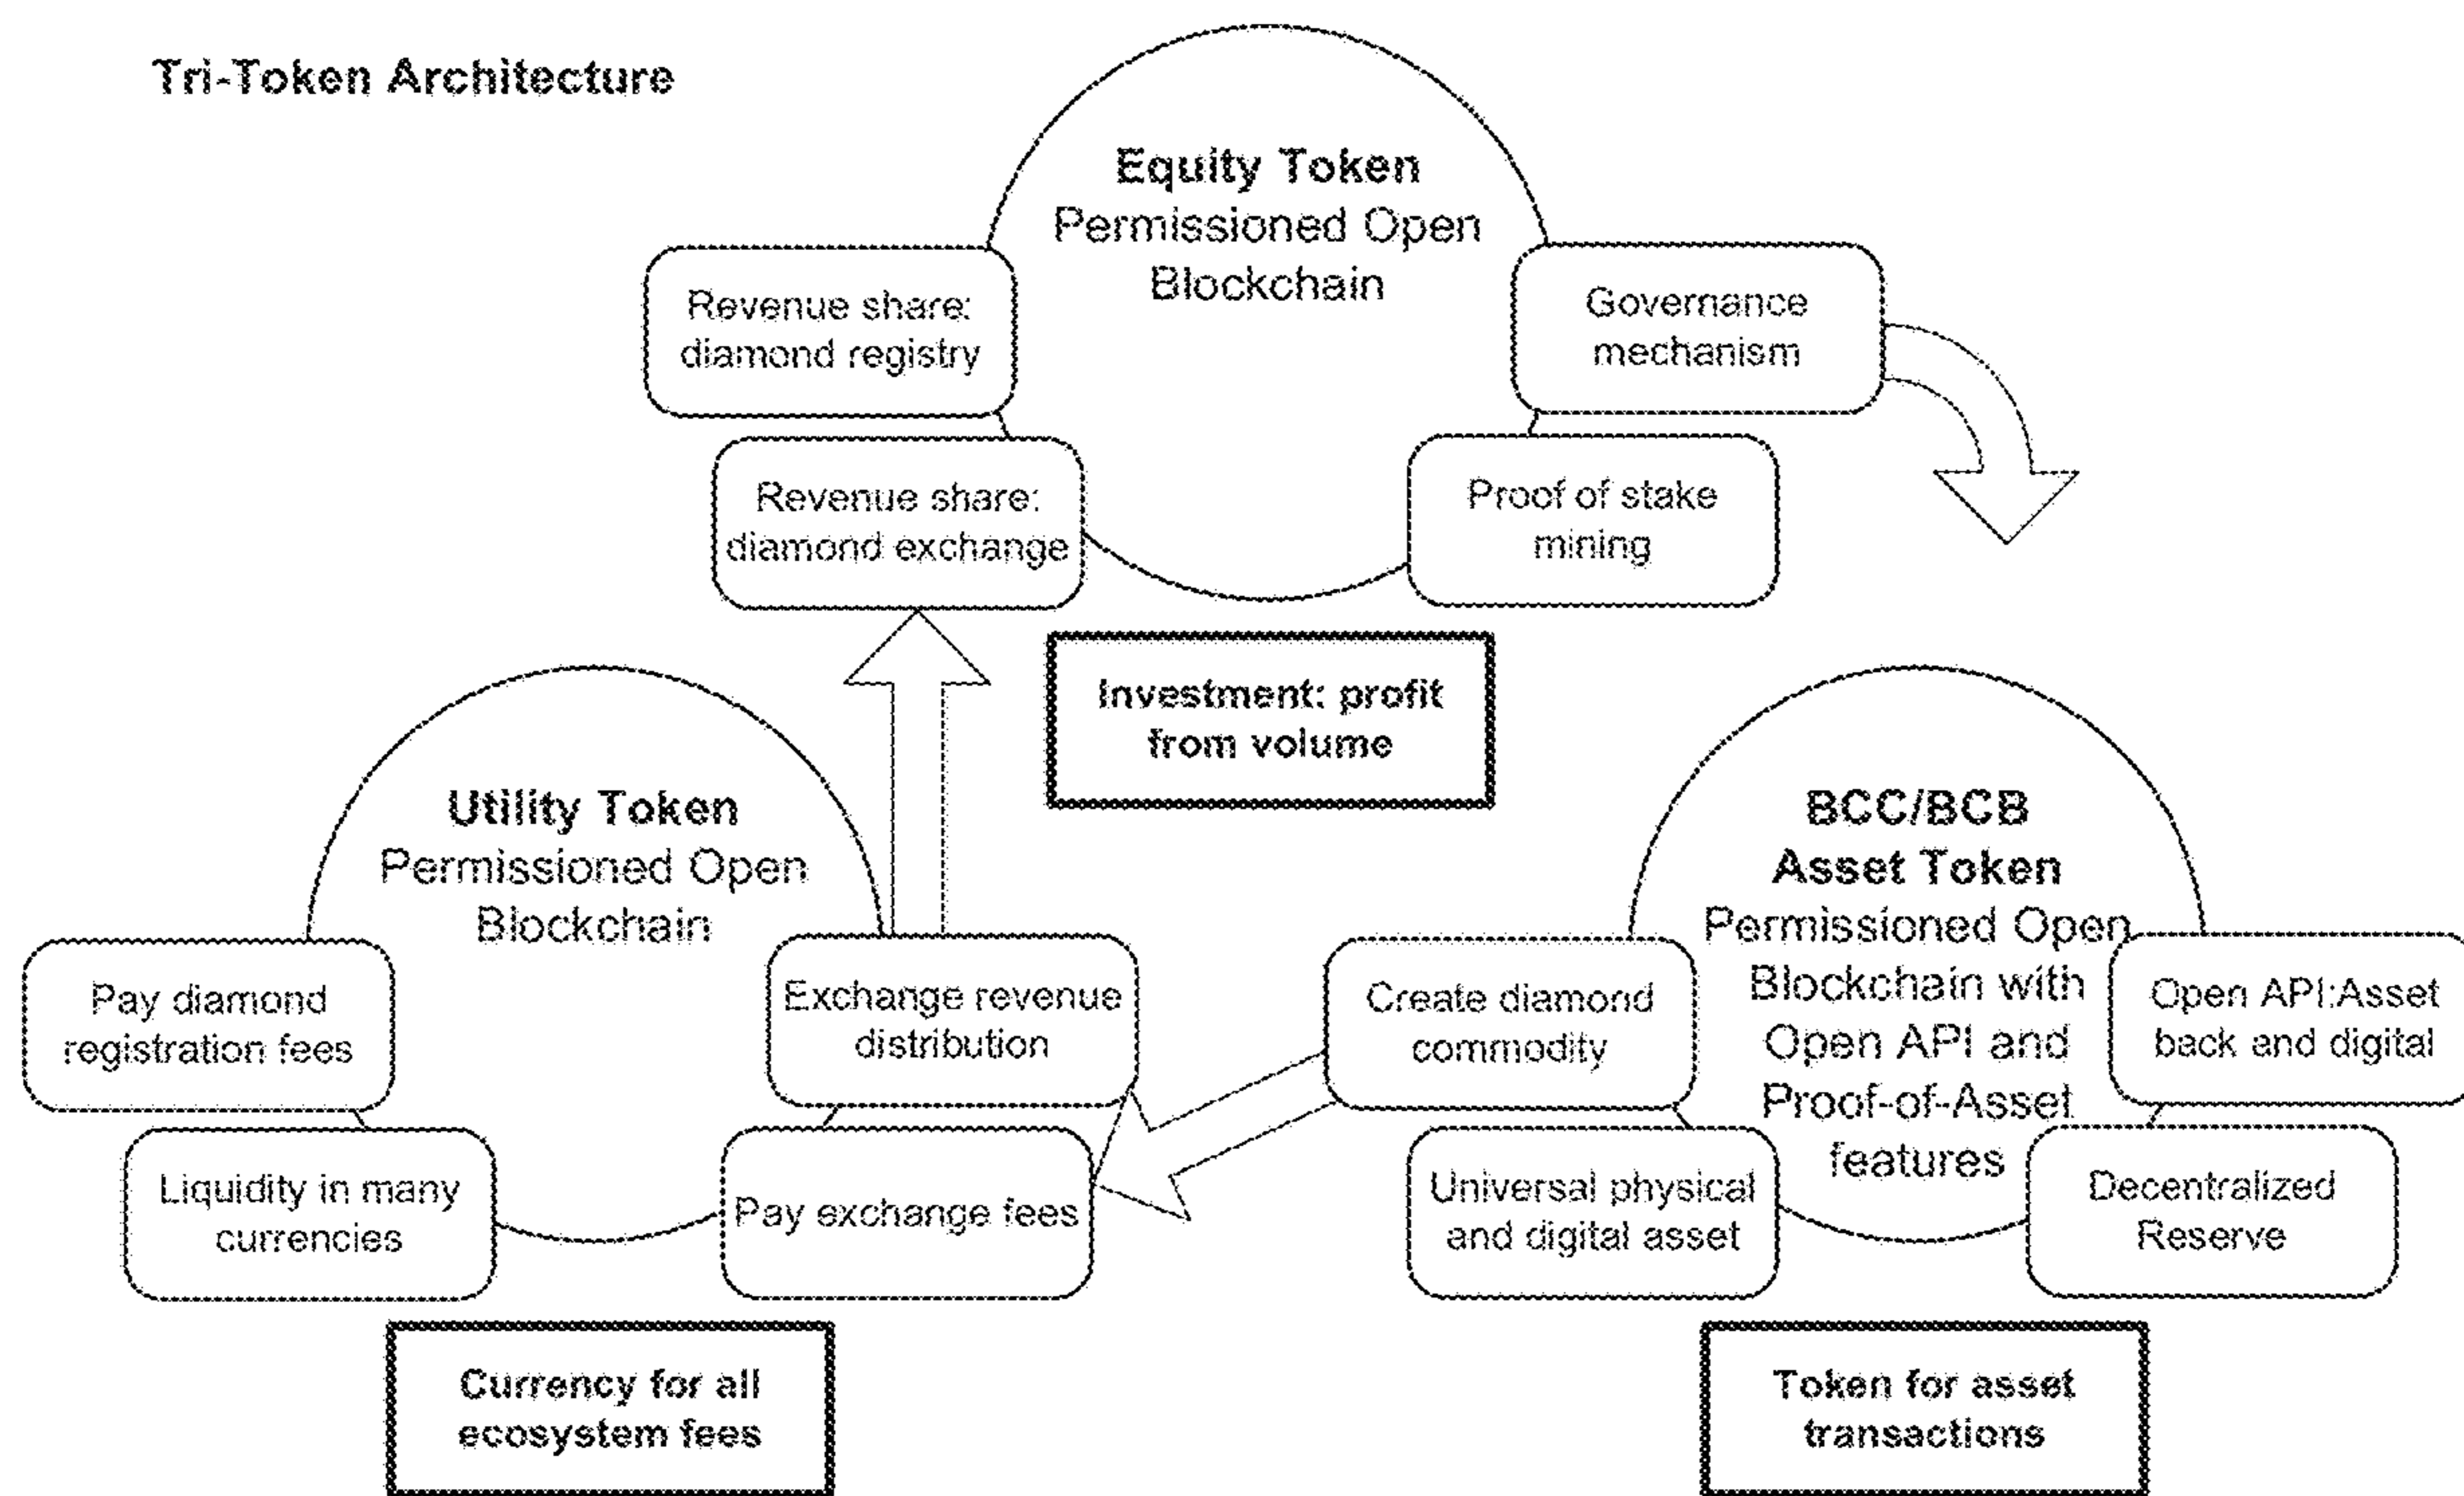 Tri-Token Architecture
Equity Token
Permissioned Open
Blockchain
Revenue share:
diamond registry
Governance
mechanism
Revenue share:
diamond exchange
Proof of stake
mining
Investment: profit
from volume
Utility Token
Permissioned Open
Blockchain
Pay diamond
registration fees
Exchange revenue
distribution
Liquidity in many
currencies
Pay exchange fees
Currency for all
ecosystem fees
BCC/BCB
Asset Token
Permissioned Open
Blockchain with
Open API and
Proof-of-Asset
features
Create diamond
commodity
Open API:Asset
back and digital
Universal physical
and digital asset
Decentralized
Reserve
Token for asset
transactions